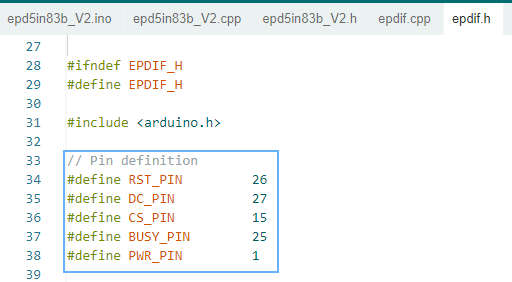 epd5in83b_V2.ino epd5in83b_V2.cpp epd5in83b_V2.h epdif.cpp epdif.h
27
28 #ifndef EPDIF_H
29 #define EPDIF_H
30
31 #include <arduino.h>
32
33 // Pin definition
34 #define RST_PIN 26
35 #define DC_PIN 27
36 #define CS_PIN 15
37 #define BUSY_PIN 25
38 #define PWR_PIN 1
39